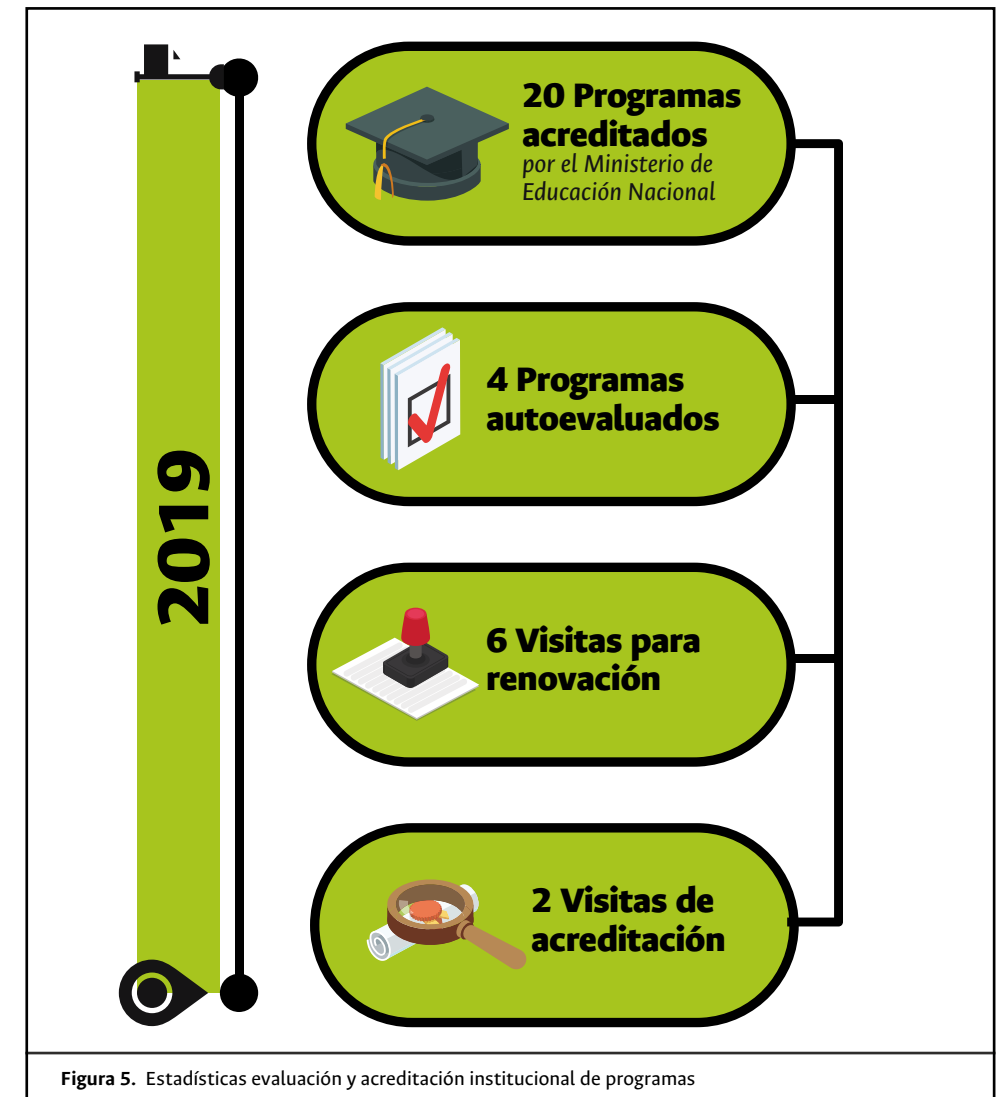 2019
20 Programas
acreditados
por el Ministerio de
Educación Nacional
4 Programas
autoevaluados
6 Visitas para
renovación
2 Visitas de
acreditación
Figura 5. Estadísticas evaluación y acreditación institucional de programas